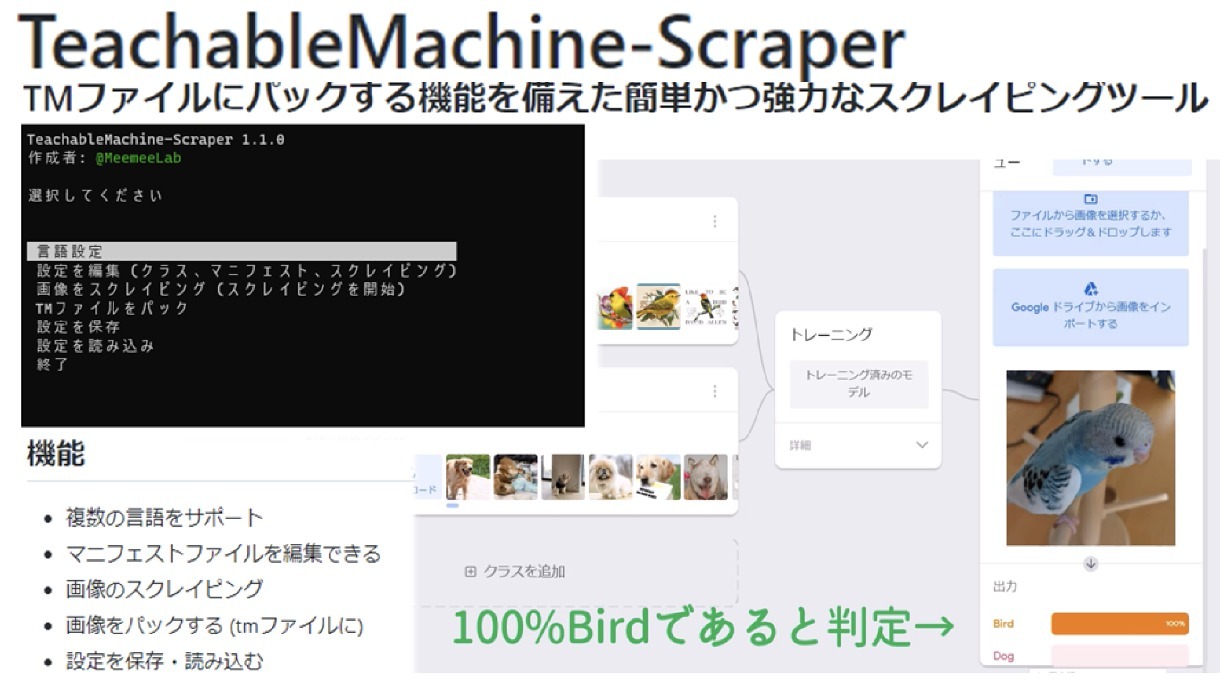 TeachableMachine-Scraper
TMファイルにパックする機能を備えた簡単かつ強力なスクレイピングツール
TeachableMachine-Scraper 1.1.0
作成者: @MeemeeLab
選択してください
言語設定
設定を編集 (クラス、マニフェスト、スクレイピング)
画像をスクレイピング (スクレイピングを開始)
TMファイルをパック
設定を保存
設定を読み込み
終了
機能
• 複数の言語をサポート
• マニフェストファイルを編集できる
• 画像のスクレイピング
• 画像をパックする (tmファイルに)
• 設定を保存・読み込む
ード
クラスを追加
トレーニング
トレーニング済みのモ
デル
詳細
ュー
ドする
ファイルから画像を選択するか、
ここにドラッグ&ドロップします
Google ドライブから画像をイン
ポートする
出力
Bird
100%
Dog
100%Birdであると判定→